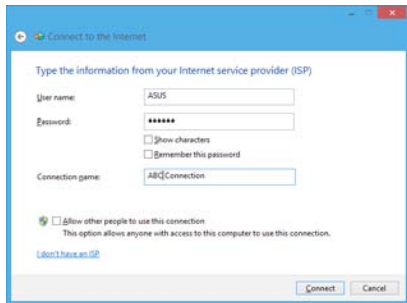 Connect to the Internet
Type the information from your Internet service provider (ISP)
User name: ASUS
Password: ••••••
Show characters
Remember this password
Connection name: ABC Connection
Allow other people to use this connection
This option allows anyone with access to this computer to use this connection.
I don't have an ISP
Connect Cancel